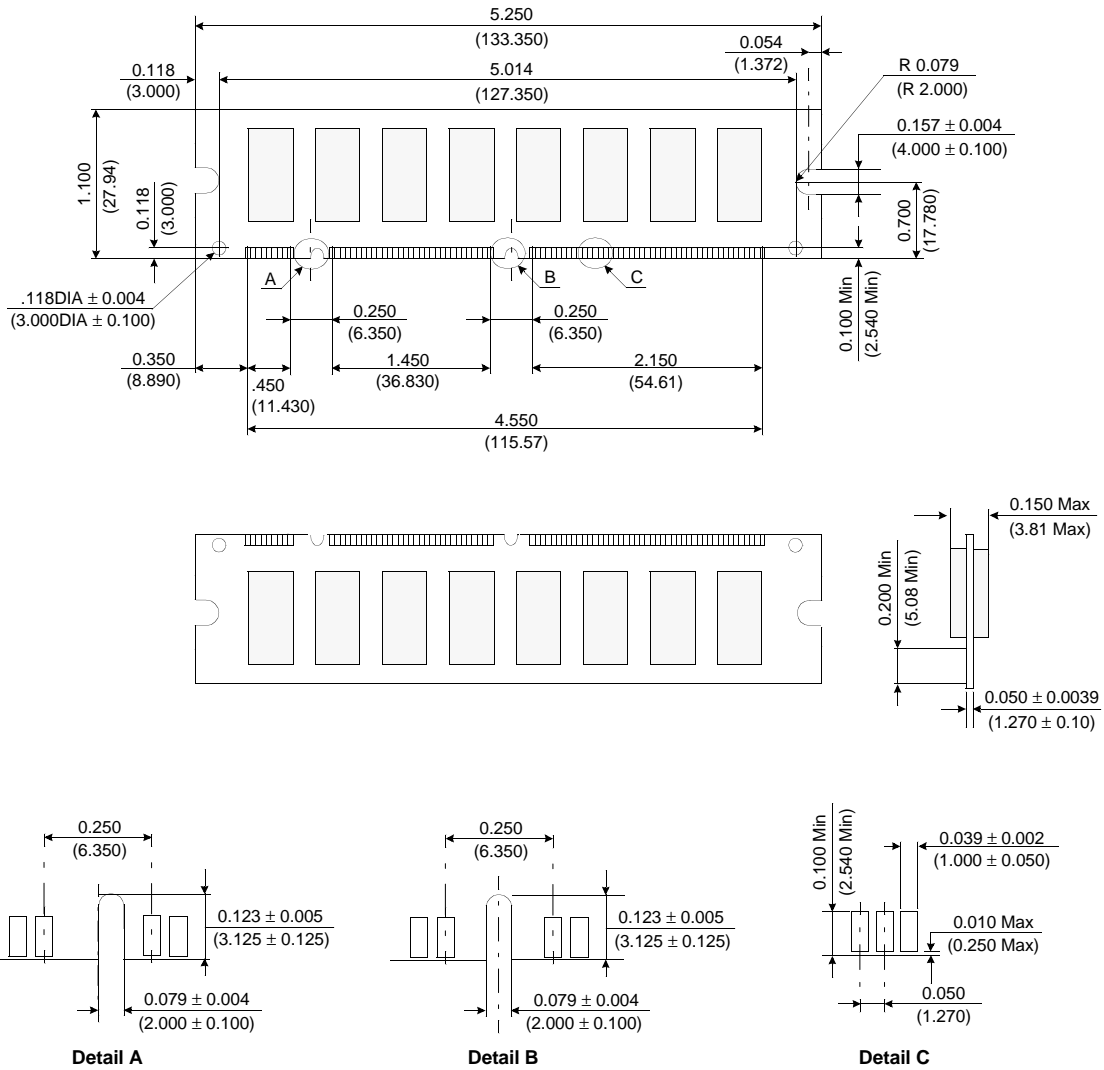 5.250
(133.350)
0.054
(1.372)
R 0.079
(R 2.000)
0.118
(3.000)
5.014
(127.350)
0.157 ± 0.004
(4.000 ± 0.100)
1.100
(27.94)
0.118
(3.000)
0.700
(17.780)
A
B
C
.118DIA ± 0.004
(3.000DIA ± 0.100)
0.250
(6.350)
0.250
(6.350)
0.100 Min
(2.540 Min)
0.350
(8.890)
.450
(11.430)
1.450
(36.830)
2.150
(54.61)
4.550
(115.57)
0.150 Max
(3.81 Max)
0.200 Min
(5.08 Min)
0.050 ± 0.0039
(1.270 ± 0.10)
0.250
(6.350)
0.123 ± 0.005
(3.125 ± 0.125)
0.079 ± 0.004
(2.000 ± 0.100)
Detail A
0.250
(6.350)
0.123 ± 0.005
(3.125 ± 0.125)
0.079 ± 0.004
(2.000 ± 0.100)
Detail B
0.100 Min
(2.540 Min)
0.039 ± 0.002
(1.000 ± 0.050)
0.010 Max
(0.250 Max)
0.050
(1.270)
Detail C